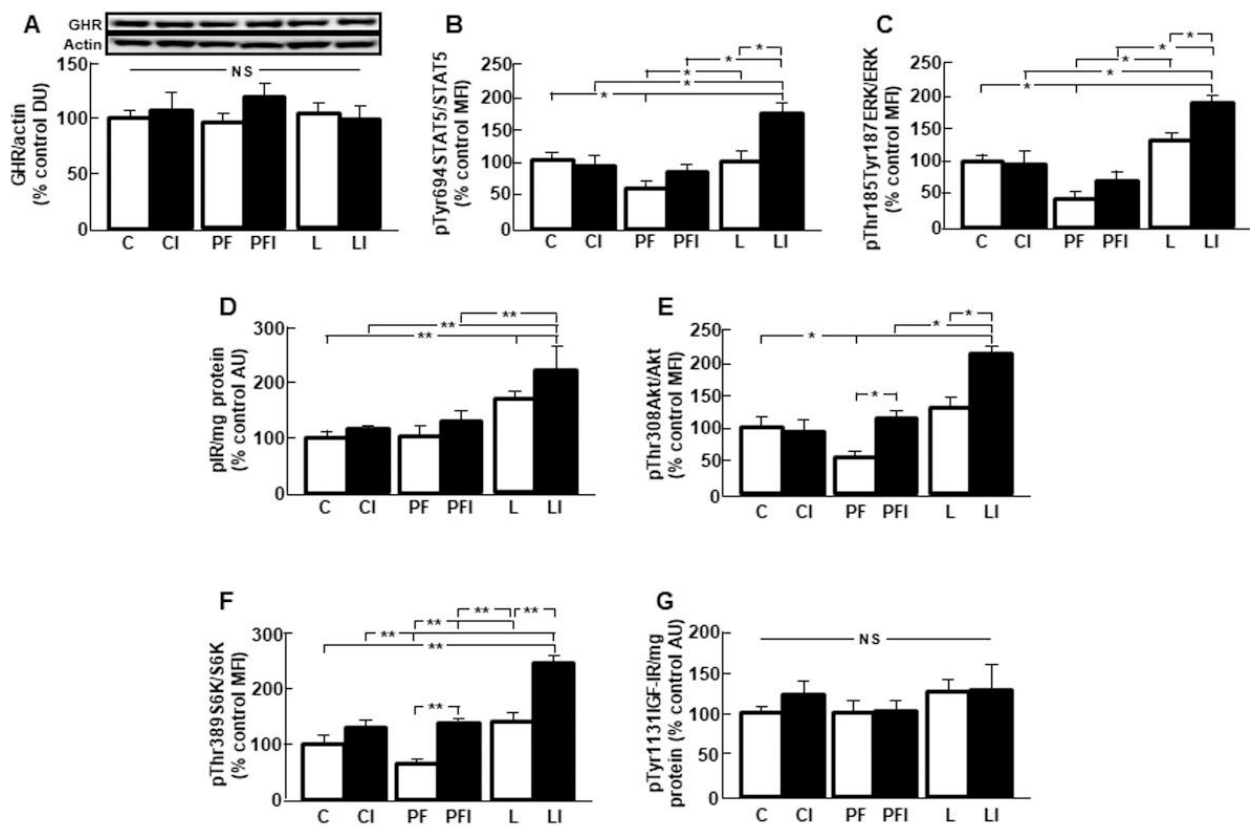 A
GHR
Actin
GHR/actin
(% control DU)
150
100
50
0
NS
C CI PF PFI L LI
B
pTyr694STAT5/STAT5
(% control MFI)
250
200
150
100
50
0
*
*
*
*
*
C CI PF PFI L LI
C
pThr185Tyr187ERK/ERK
(% control MFI)
250
200
150
100
50
0
*
*
*
*
*
C CI PF PFI L LI
D
pIR/mg protein
(% control AU)
300
200
100
0
**
**
**
C CI PF PFI L LI
E
pThr308Akt/Akt
(% control MFI)
250
200
150
100
50
0
*
*
*
*
C CI PF PFI L LI
F
pThr389S6K/S6K
(% control MFI)
300
200
100
0
** **
**
**
**
**
C CI PF PFI L LI
G
pTyr1131IGF-IR/mg
protein (% control AU)
200
150
100
50
0
NS
C CI PF PFI L LI